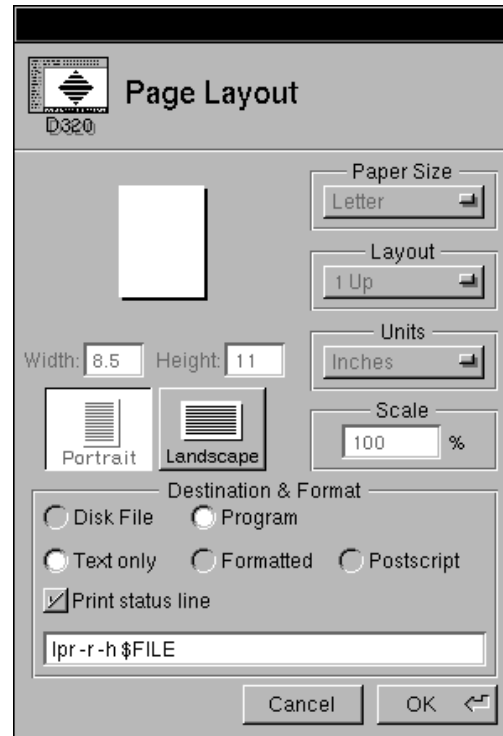 Page Layout
D320
Paper Size
Letter
Layout
1 Up
Units
Inches
Width: 8.5 Height: 11
Scale
100 %
Portrait Landscape
Destination & Format
Disk File Program
Text only Formatted Postscript
Print status line
lpr -r -h $FILE
Cancel OK